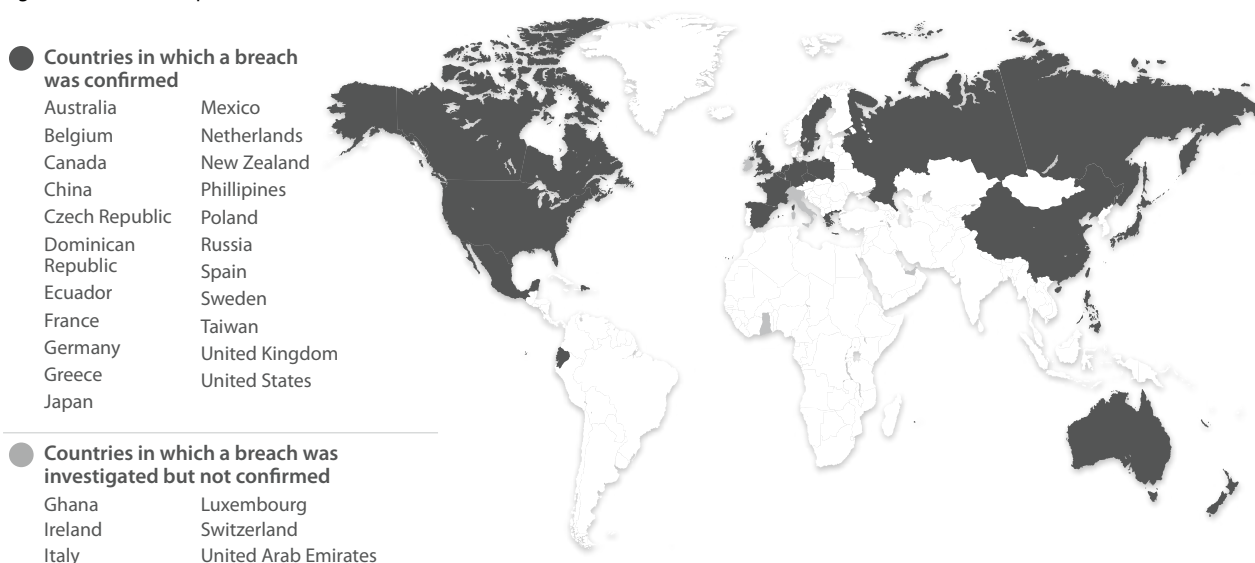 Countries in which a breach
was confirmed
Australia
Belgium
Canada
China
Czech Republic
Dominican
Republic
Ecuador
France
Germany
Greece
Japan
Mexico
Netherlands
New Zealand
Phillipines
Poland
Russia
Spain
Sweden
Taiwan
United Kingdom
United States
Countries in which a breach was
investigated but not confirmed
Ghana
Ireland
Italy
Luxembourg
Switzerland
United Arab Emirates